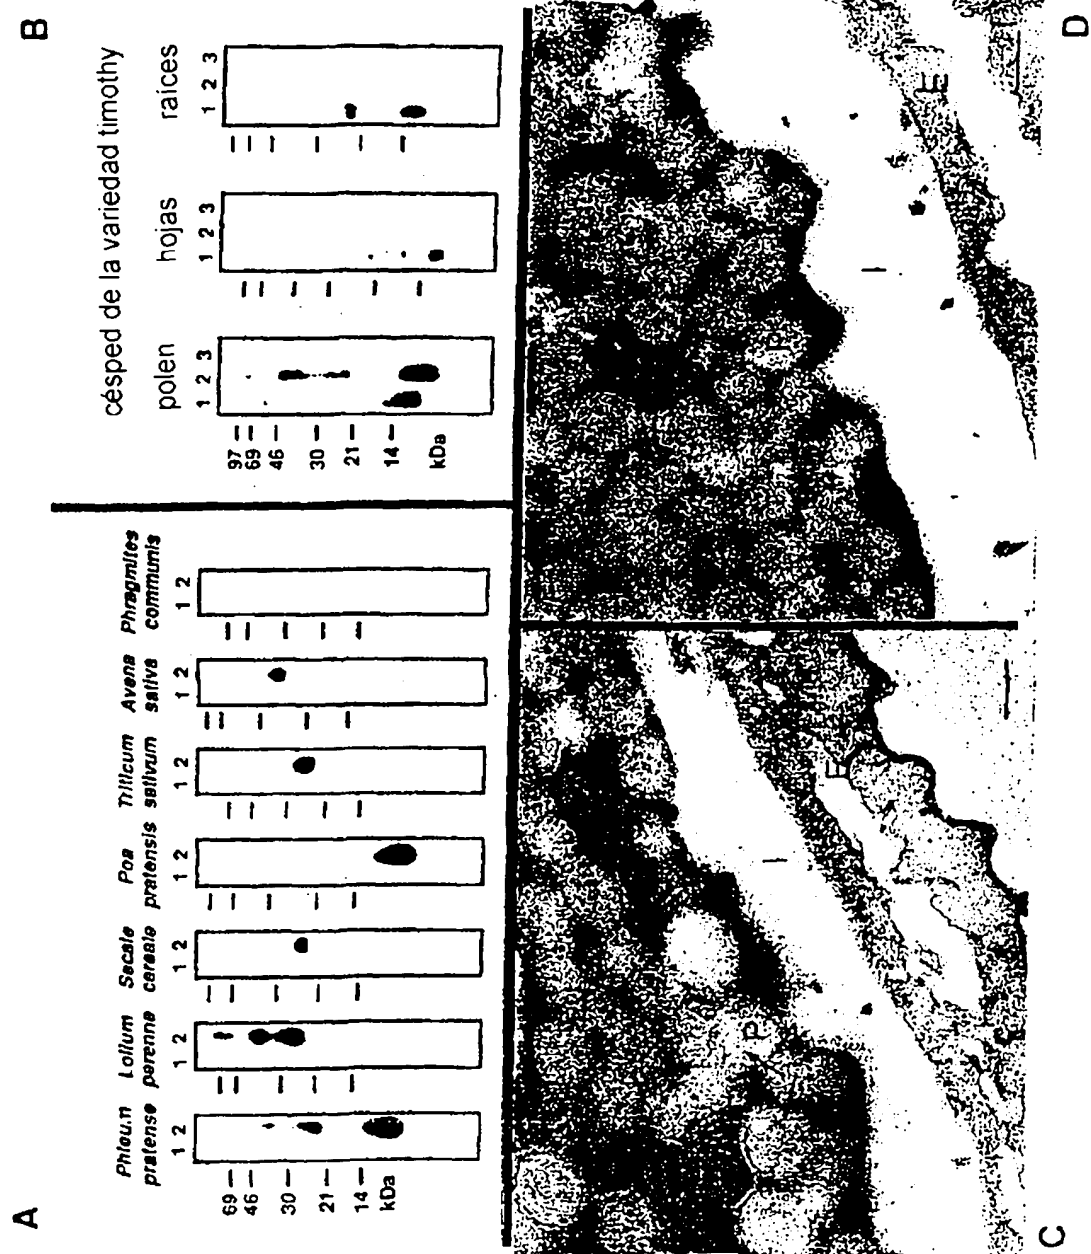 A
Phleu.n pratense
Lolium perenne
Secale cereale
Poa pratensis
Triticum sativum
Avena sativa
Phragmites communis
1 2
1 2
1 2
1 2
1 2
1 2
1 2
69
46
30
21
14
kDa
B
césped de la variedad timothy
polen
hojas
raíces
1 2 3
1 2 3
1 2 3
97
69
46
30
21
14
kDa
C
P
I
E
D
P
I
E